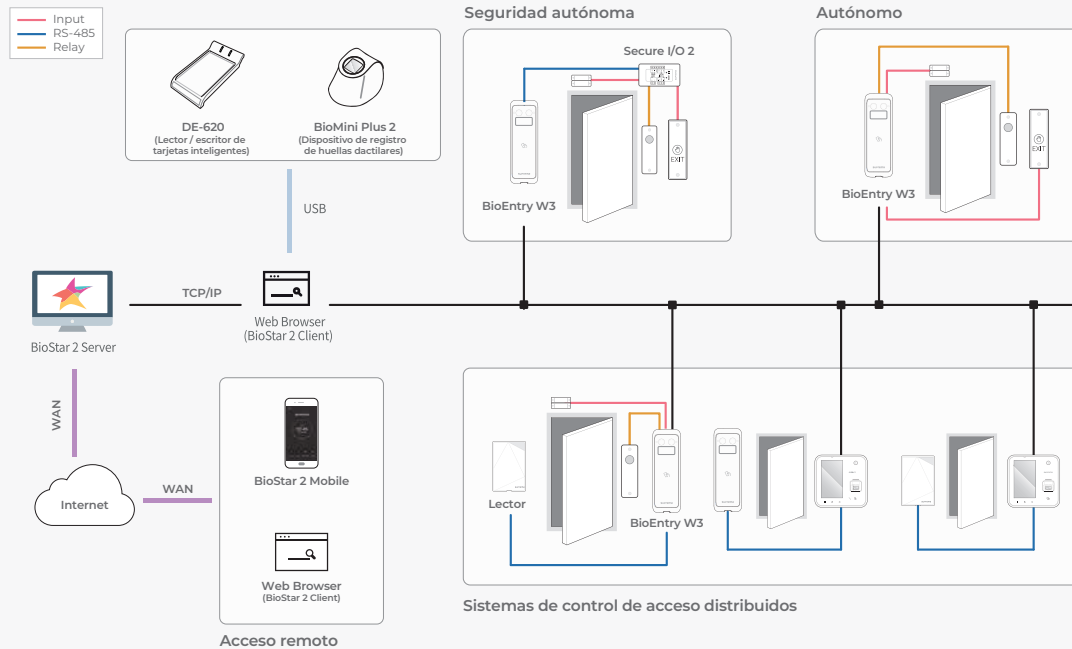 Input
RS-485
Relay
DE-620
(Lector / escritor de
tarjetas inteligentes)
BioMini Plus 2
(Dispositivo de registro
de huellas dactilares)
USB
BioStar 2 Server
TCP/IP
Web Browser
(BioStar 2 Client)
WAN
Internet
WAN
BioStar 2 Mobile
Web Browser
(BioStar 2 Client)
Acceso remoto
Seguridad autónoma
Secure I/O 2
EXIT
BioEntry W3
Autónomo
EXIT
BioEntry W3
Lector
BioEntry W3
Sistemas de control de acceso distribuidos